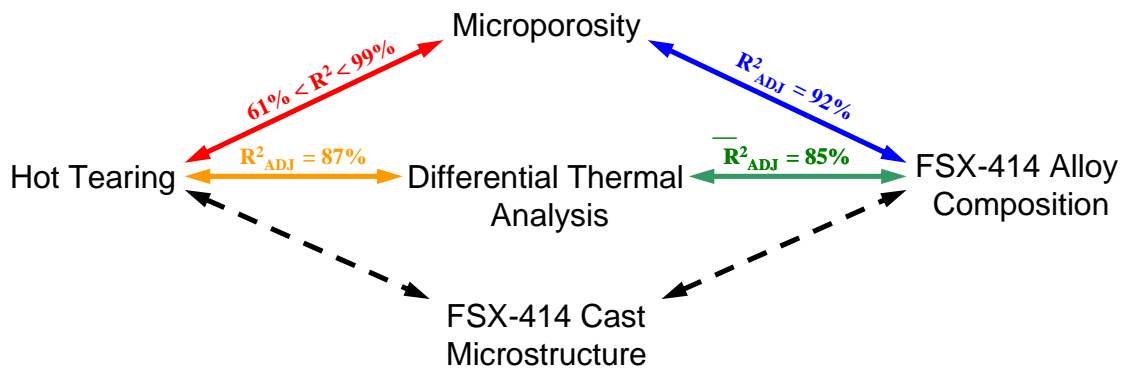 Microporosity
61% < R² < 99%
R²ADJ = 92%
Hot Tearing
R²ADJ = 87%
Differential Thermal
Analysis
R̅²ADJ = 85%
FSX-414 Alloy
Composition
FSX-414 Cast
Microstructure